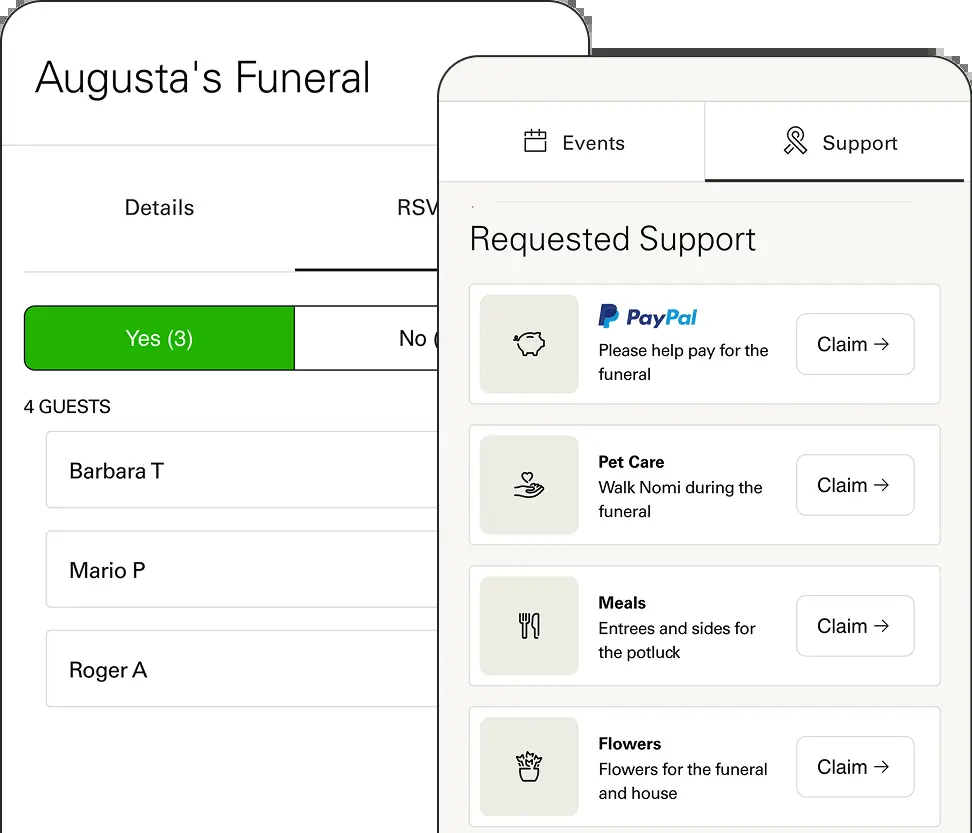 Augusta's Funeral
Details
RSV
Yes (3)
No (
4 GUESTS
Barbara T
Mario P
Roger A
Events
Support
Requested Support
PayPal
Please help pay for the
funeral
Claim →
Pet Care
Walk Nomi during the
funeral
Claim →
Meals
Entrees and sides for
the potluck
Claim →
Flowers
Flowers for the funeral
and house
Claim →